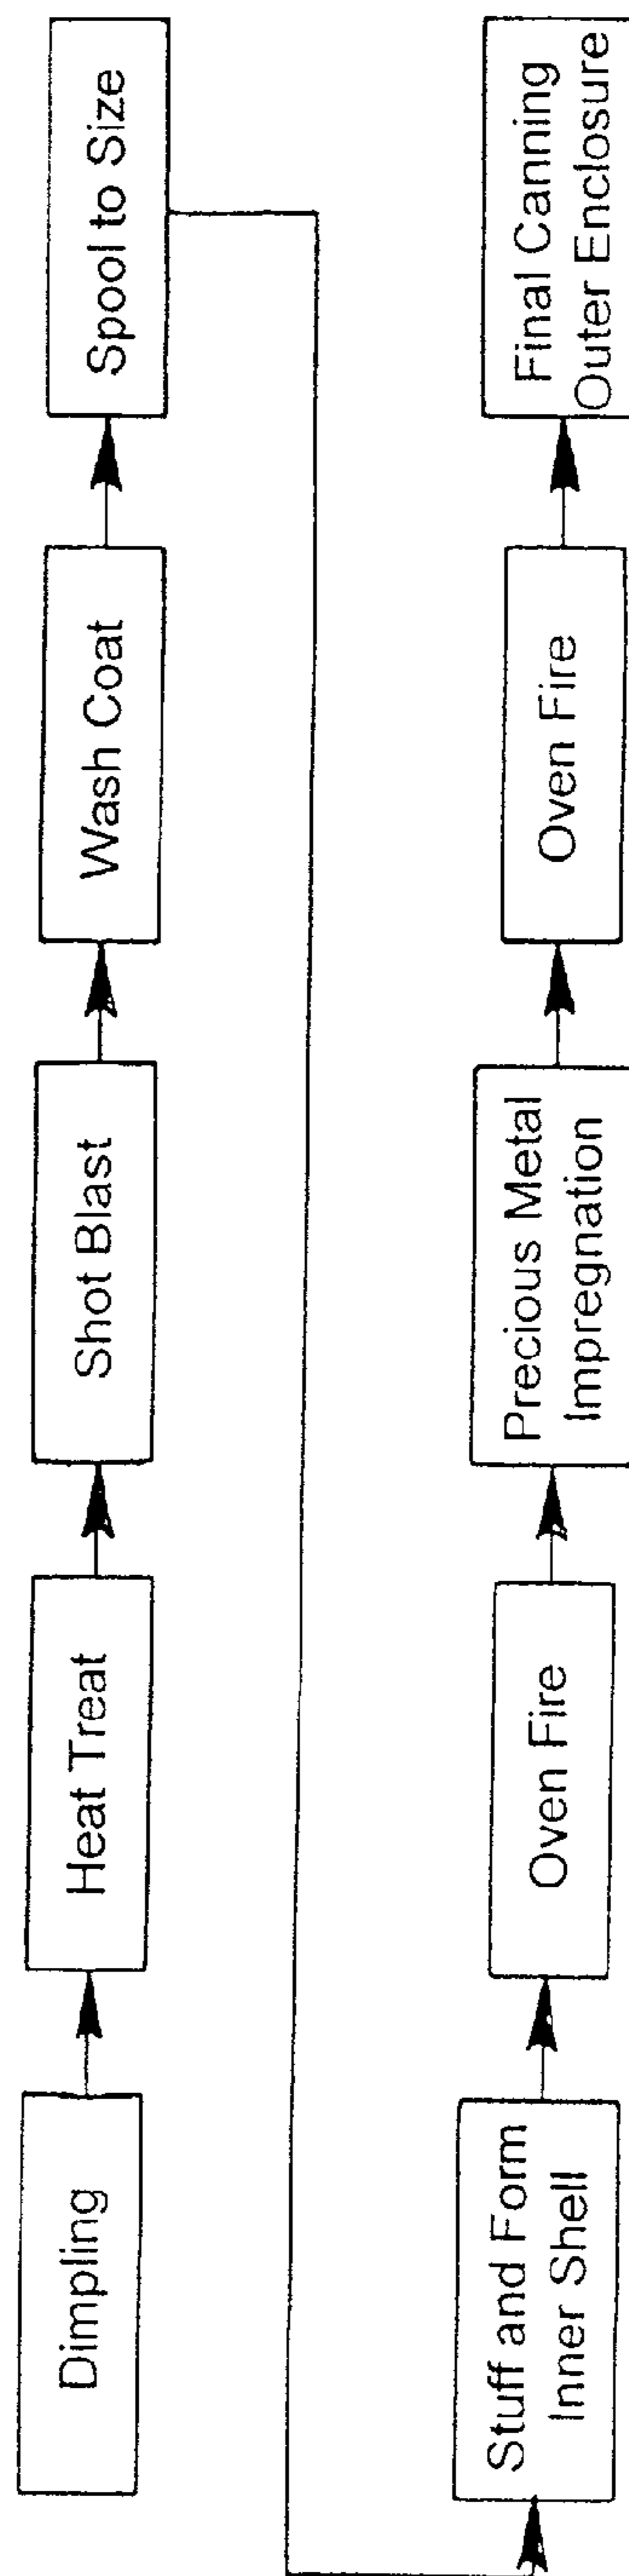 Dimpling
Heat Treat
Shot Blast
Wash Coat
Spool to Size
Stuff and Form
Inner Shell
Oven Fire
Precious Metal
Impregnation
Oven Fire
Final Canning
Outer Enclosure